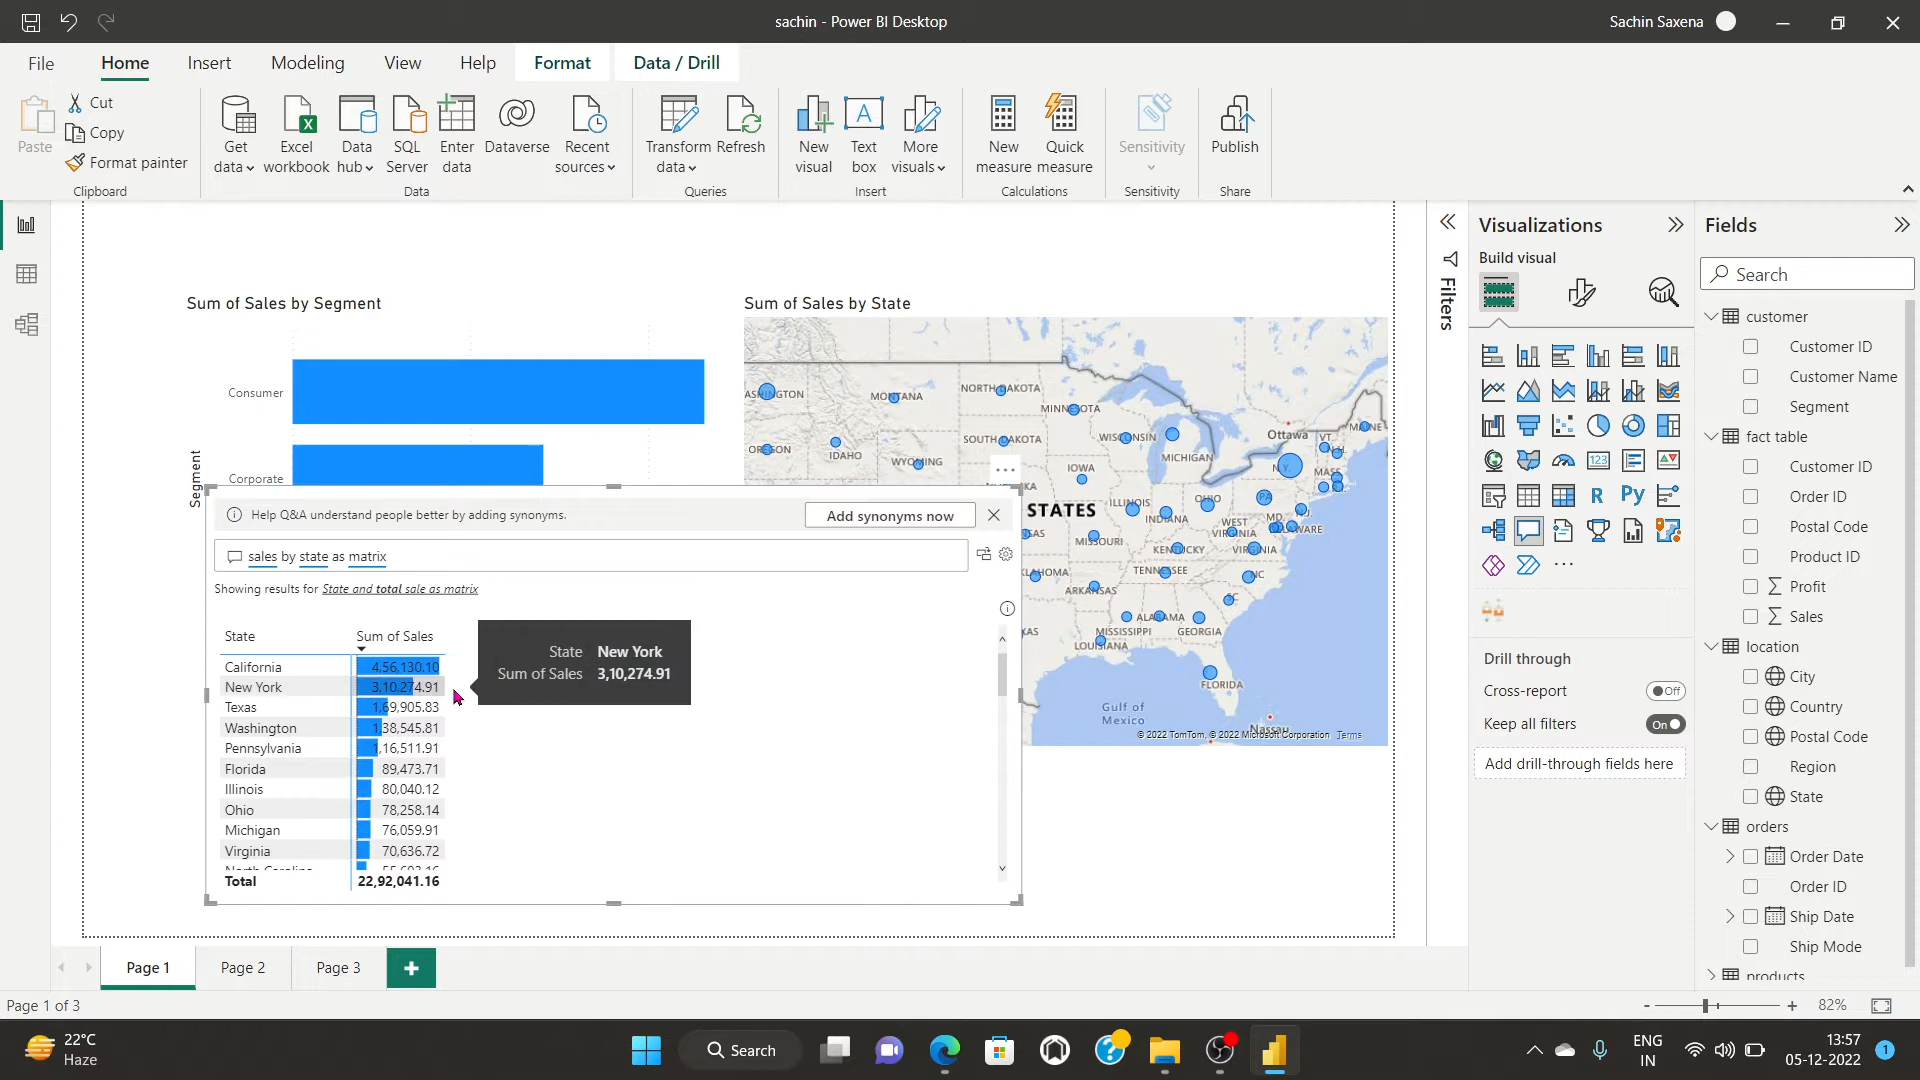 sachin - Power BI Desktop
Sachin Saxena
File
Home
Insert
Modeling
View
Help
Format
Data / Drill
Paste
Cut
Copy
Format painter
Clipboard
Get data
Excel workbook
Data hub
SQL Server
Enter data
Dataverse
Recent sources
Data
Transform data
Refresh
Queries
New visual
Text box
More visuals
Insert
New measure
Quick measure
Calculations
Sensitivity
Sensitivity
Publish
Share
Sum of Sales by Segment
Consumer
Corporate
Segment
Sum of Sales by State
NORTH DAKOTA
MONTANA
MINNESOTA
SOUTH DAKOTA
WISCONSIN
Ottawa
VT.
MAINE
OREGON
IDAHO
WYOMING
MICHIGAN
N.Y.
MASS
IOWA
STATES
ILLINOIS
INDIANA
OHIO
PA
MD.
WEST VIRGINIA
MISSOURI
KENTUCKY
VIRGINIA
TENNESSEE
NC
ARKANSAS
SC
MISSISSIPPI
ALABAMA
GEORGIA
LOUISIANA
FLORIDA
Gulf of Mexico
Nassau
© 2022 TomTom, © 2022 Microsoft Corporation Terms
Help Q&A understand people better by adding synonyms.
Add synonyms now
sales by state as matrix
Showing results for State and total sale as matrix
State Sum of Sales
California 4,56,130.10
New York 3,10,274.91
Texas 1,69,905.83
Washington 1,38,545.81
Pennsylvania 1,16,511.91
Florida 89,473.71
Illinois 80,040.12
Ohio 78,258.14
Michigan 76,059.91
Virginia 70,636.72
Total 22,92,041.16
State New York
Sum of Sales 3,10,274.91
Filters
Visualizations
Build visual
123
R
Py
Drill through
Cross-report
Off
Keep all filters
On
Add drill-through fields here
Fields
Search
customer
Customer ID
Customer Name
Segment
fact table
Customer ID
Order ID
Postal Code
Product ID
Profit
Sales
location
City
Country
Postal Code
Region
State
orders
Order Date
Order ID
Ship Date
Ship Mode
products
Page 1
Page 2
Page 3
Page 1 of 3
82%
22°C
Haze
Search
ENG
IN
13:57
05-12-2022
1